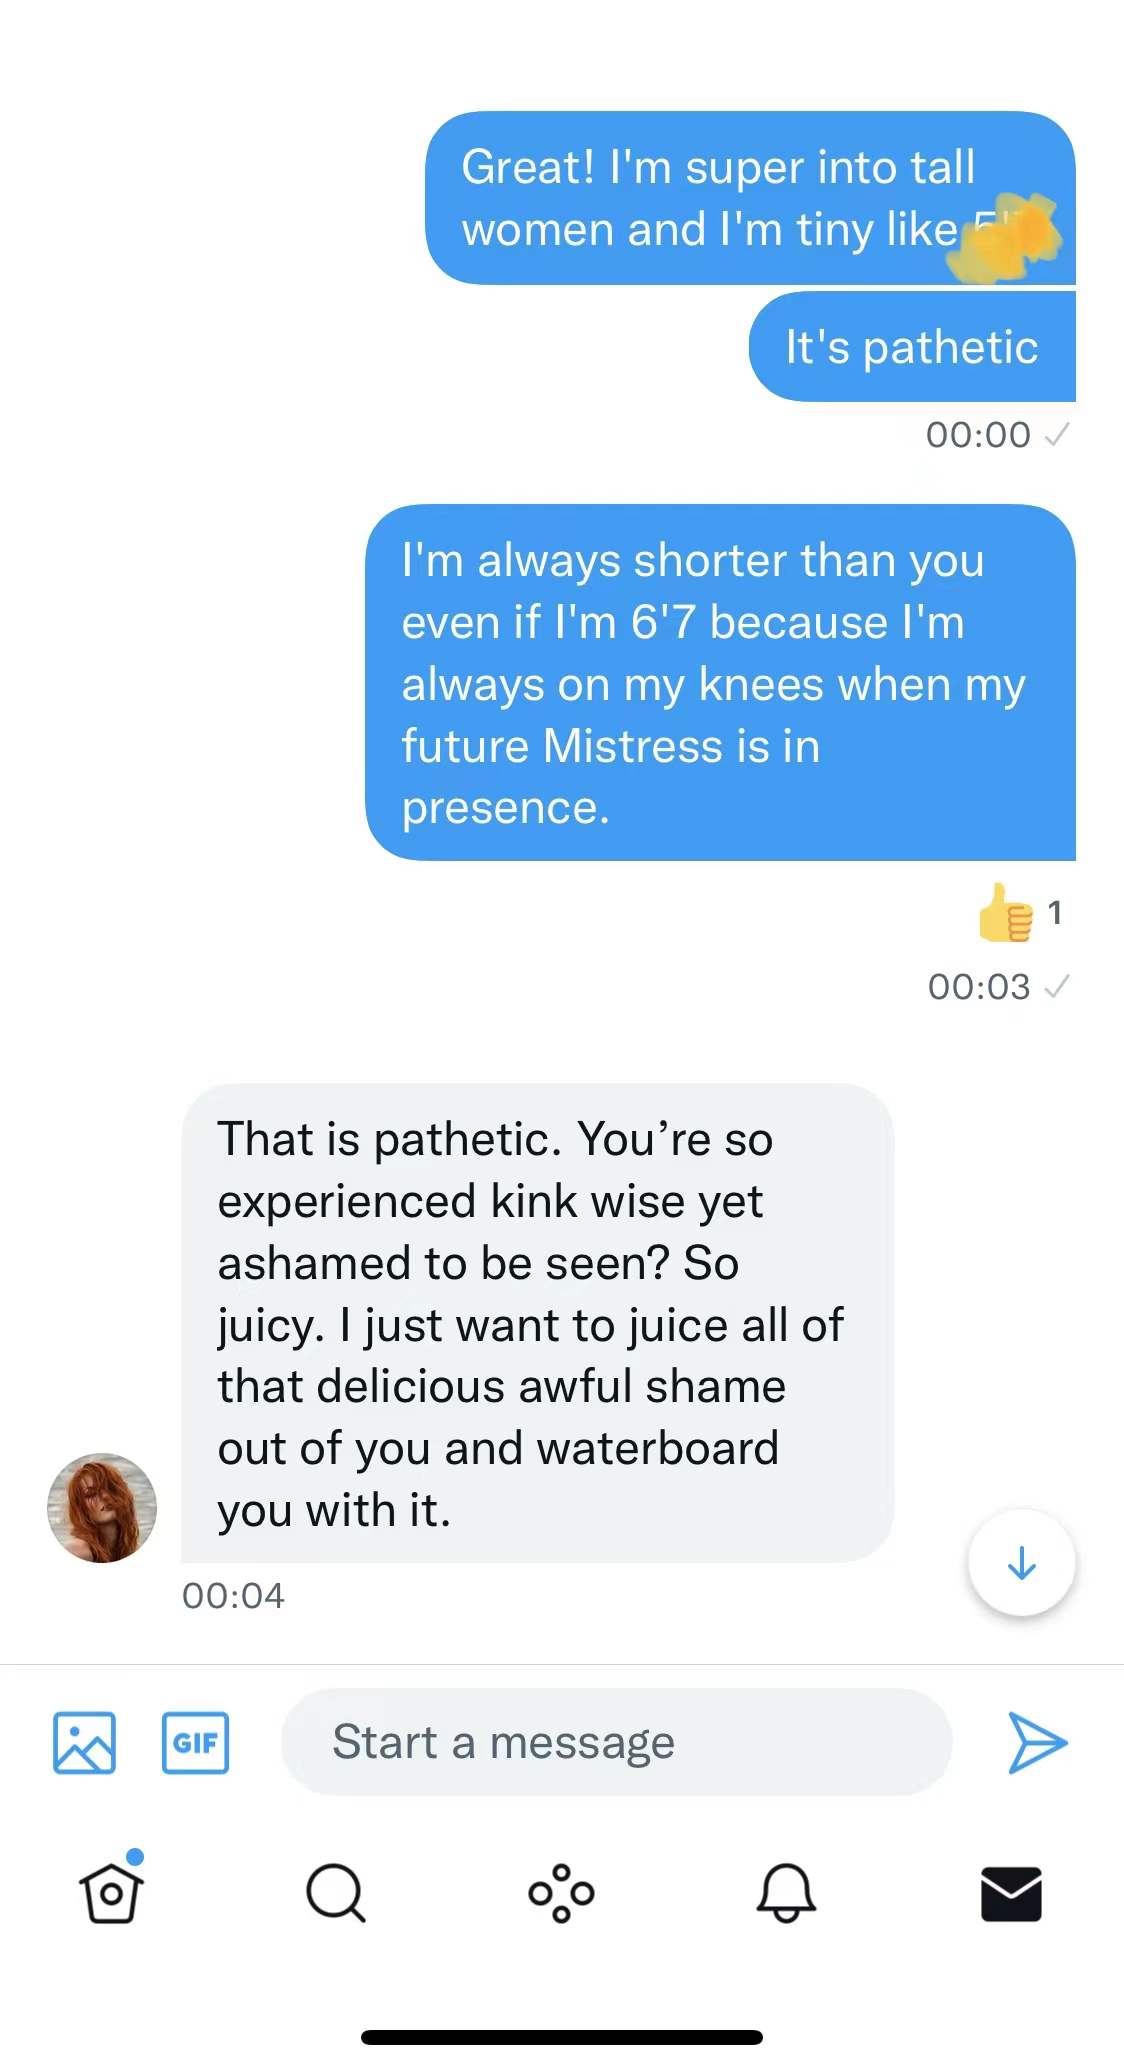 Great! I'm super into tall
women and I'm tiny like
It's pathetic
00:00
I'm always shorter than you
even if I'm 6'7 because I'm
always on my knees when my
future Mistress is in
presence.
1
00:03
That is pathetic. You’re so
experienced kink wise yet
ashamed to be seen? So
juicy. I just want to juice all of
that delicious awful shame
out of you and waterboard
you with it.
00:04
GIF
Start a message